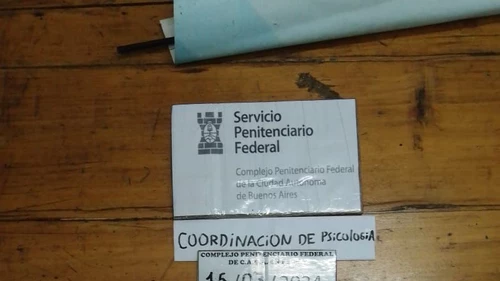 Servicio
Penitenciario
Federal
Complejo Penitenciario Federal
de la Ciudad Autónoma
de Buenos Aires
COORDINACION DE PSICOLOGIA
COMPLEJO PENITENCIARIO FEDERAL
DE C.A.